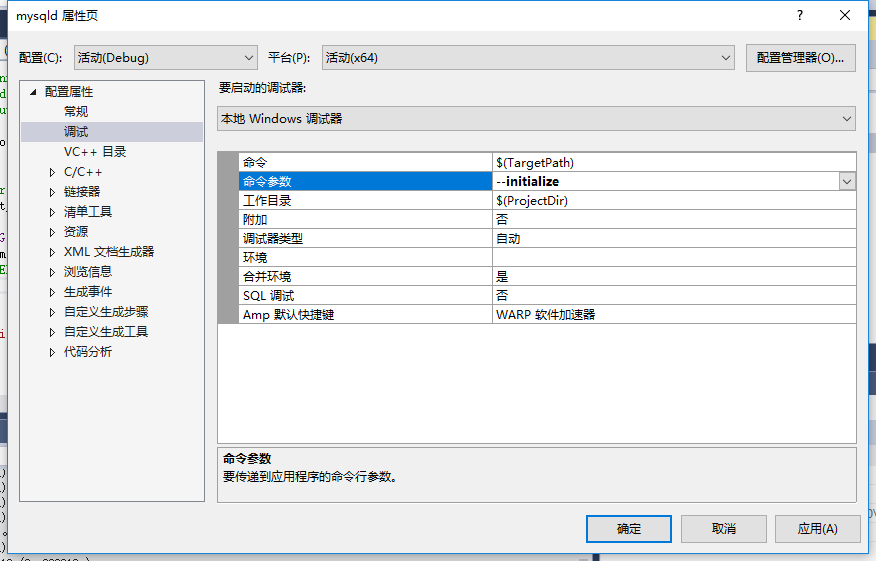 mysqld 属性页
配置(C): 活动(Debug) 平台(P): 活动(x64) 配置管理器(O)...
配置属性
常规
调试
VC++ 目录
C/C++
链接器
清单工具
资源
XML 文档生成器
浏览信息
生成事件
自定义生成步骤
自定义生成工具
代码分析
要启动的调试器:
本地 Windows 调试器
命令 $(TargetPath)
命令参数 --initialize
工作目录 $(ProjectDir)
附加 否
调试器类型 自动
环境
合并环境 是
SQL 调试 否
Amp 默认快捷键 WARP 软件加速器
命令参数
要传递到应用程序的命令行参数。
确定 取消 应用(A)